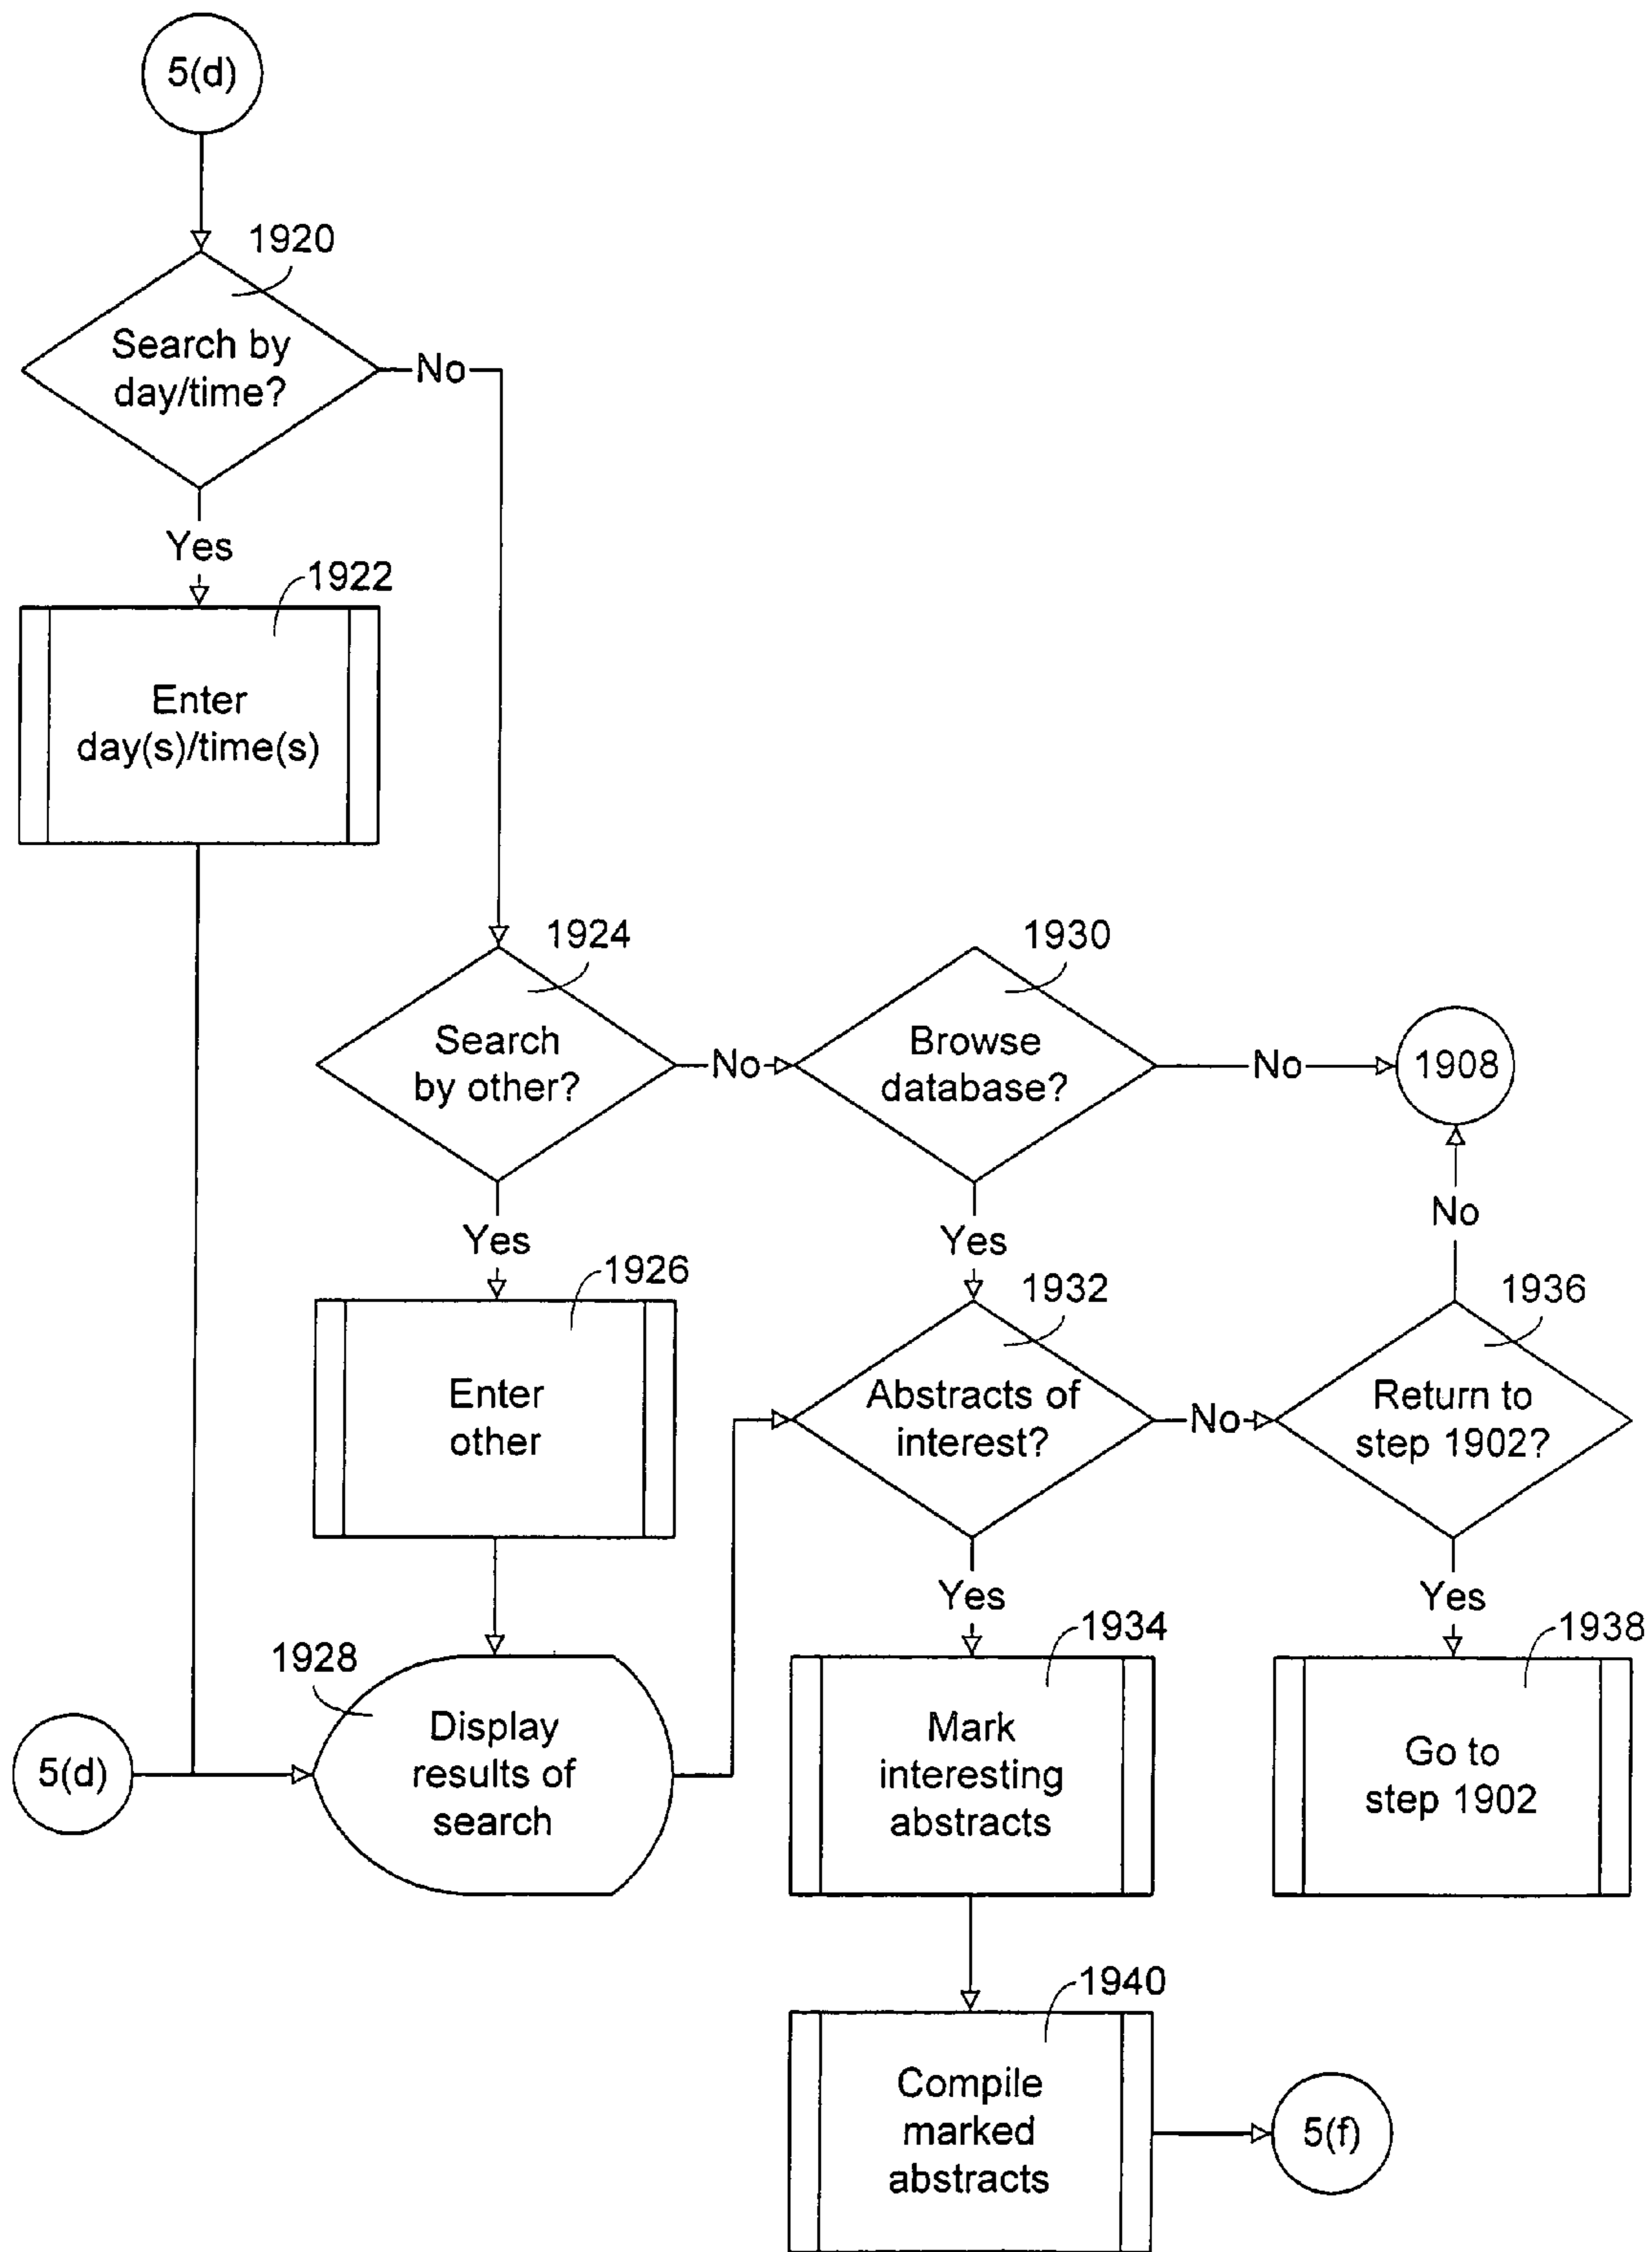 5(d)
1920
Search by
day/time?
No
Yes
1922
Enter
day(s)/time(s)
1924
Search
by other?
No
1930
Browse
database?
No
1908
Yes
Yes
No
1926
Enter
other
1932
Abstracts of
interest?
No
1936
Return to
step 1902?
Yes
Yes
1928
Display
results of
search
5(d)
1934
Mark
interesting
abstracts
1938
Go to
step 1902
1940
Compile
marked
abstracts
5(f)